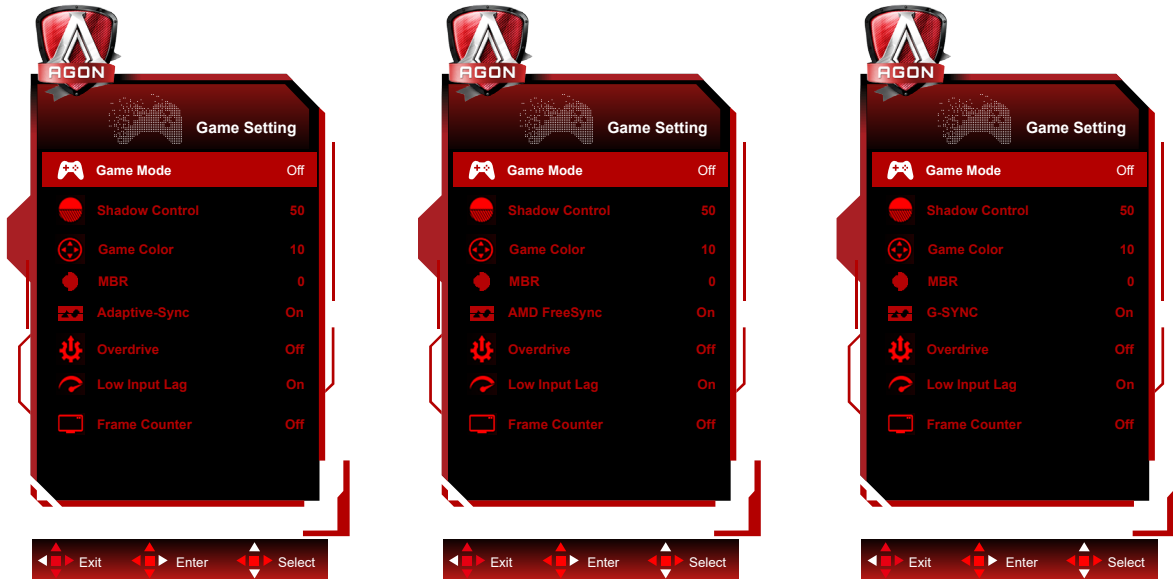 AGON
Game Setting
Game Mode Off
Shadow Control 50
Game Color 10
MBR 0
Adaptive-Sync On
Overdrive Off
Low Input Lag On
Frame Counter Off
Exit Enter Select
AGON
Game Setting
Game Mode Off
Shadow Control 50
Game Color 10
MBR 0
AMD FreeSync On
Overdrive Off
Low Input Lag On
Frame Counter Off
Exit Enter Select
AGON
Game Setting
Game Mode Off
Shadow Control 50
Game Color 10
MBR 0
G-SYNC On
Overdrive Off
Low Input Lag On
Frame Counter Off
Exit Enter Select